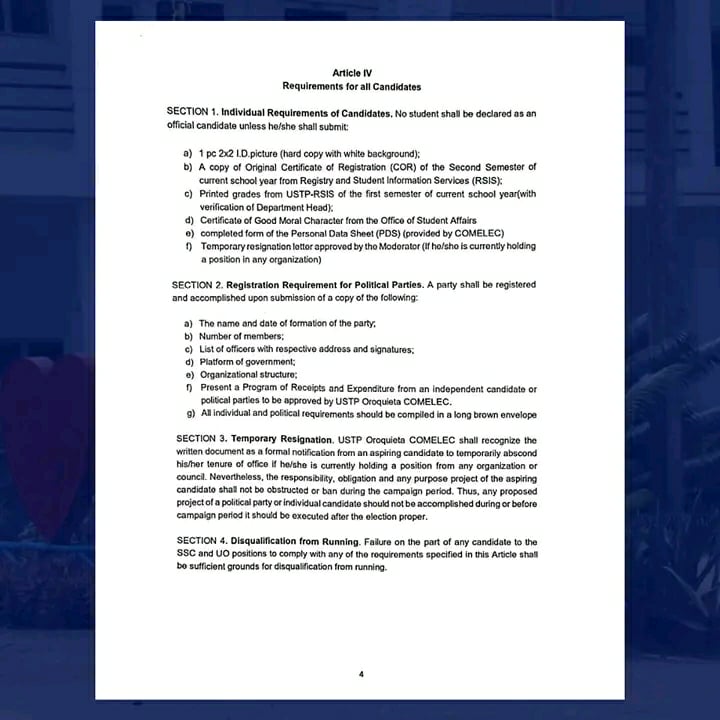 Article IV
Requirements for all Candidates
SECTION 1. Individual Requirements of Candidates. No student shall be declared as an
official candidate unless he/she shall submit:
a) 1 pc 2x2 I.D.picture (hard copy with white background);
b) A copy of Original Certificate of Registration (COR) of the Second Semester of
current school year from Registry and Student Information Services (RSIS);
c) Printed grades from USTP-RSIS of the first semester of current school year(with
verification of Department Head);
d) Certificate of Good Moral Character from the Office of Student Affairs
e) completed form of the Personal Data Sheet (PDS) (provided by COMELEC)
f) Temporary resignation letter approved by the Moderator (If he/she is currently holding
a position in any organization)
SECTION 2. Registration Requirement for Political Parties. A party shall be registered
and accomplished upon submission of a copy of the following:
a) The name and date of formation of the party;
b) Number of members;
c) List of officers with respective address and signatures;
d) Platform of government;
e) Organizational structure;
f) Present a Program of Receipts and Expenditure from an independent candidate or
political parties to be approved by USTP Oroquieta COMELEC.
g) All individual and political requirements should be compiled in a long brown envelope
SECTION 3. Temporary Resignation. USTP Oroquieta COMELEC shall recognize the
written document as a formal notification from an aspiring candidate to temporarily abscond
his/her tenure of office if he/she is currently holding a position from any organization or
council. Nevertheless, the responsibility, obligation and any purpose project of the aspiring
candidate shall not be obstructed or ban during the campaign period. Thus, any proposed
project of a political party or individual candidate should not be accomplished during or before
campaign period it should be executed after the election proper.
SECTION 4. Disqualification from Running. Failure on the part of any candidate to the
SSC and UO positions to comply with any of the requirements specified in this Article shall
be sufficient grounds for disqualification from running.
4